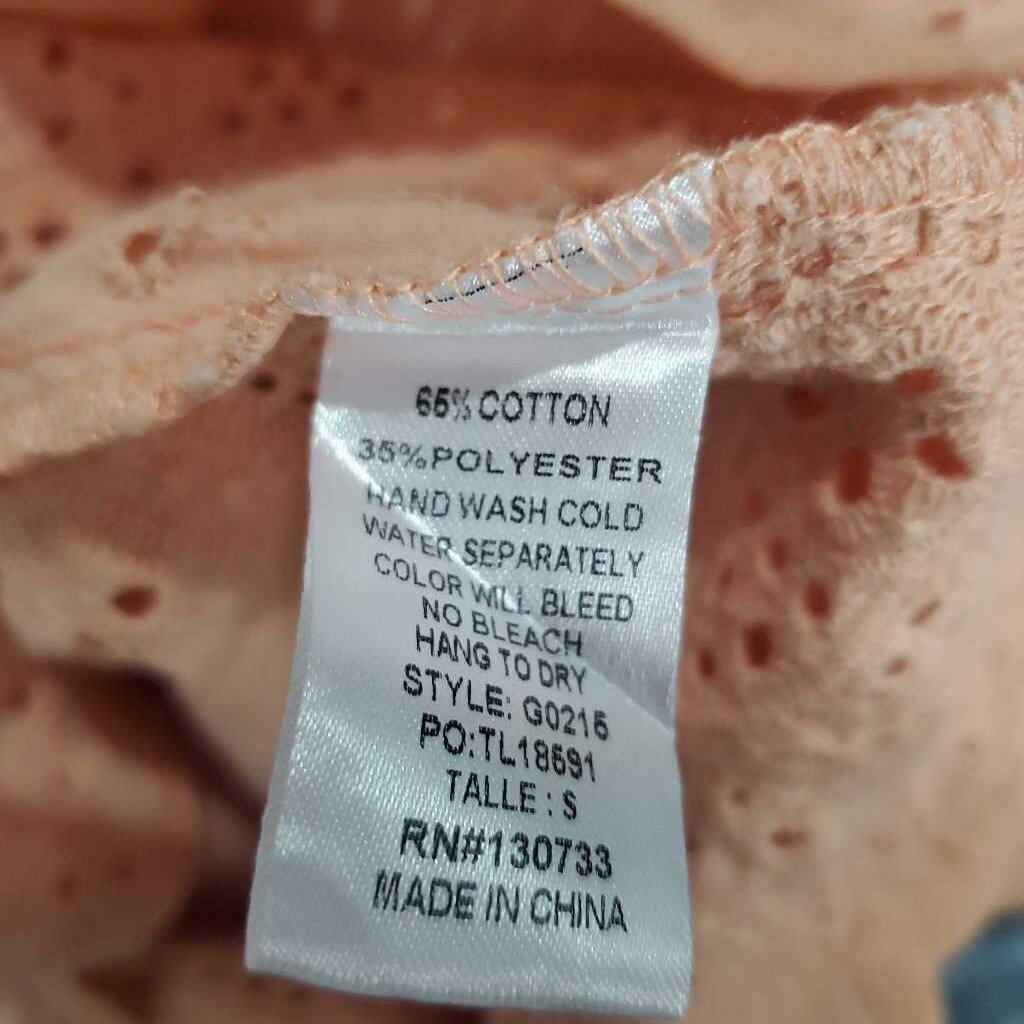 65% COTTON
35% POLYESTER
HAND WASH COLD
WATER SEPARATELY
COLOR WILL BLEED
NO BLEACH
HANG TO DRY
STYLE: G0216
PO:TL18691
TALLE : S
RN#130733
MADE IN CHINA